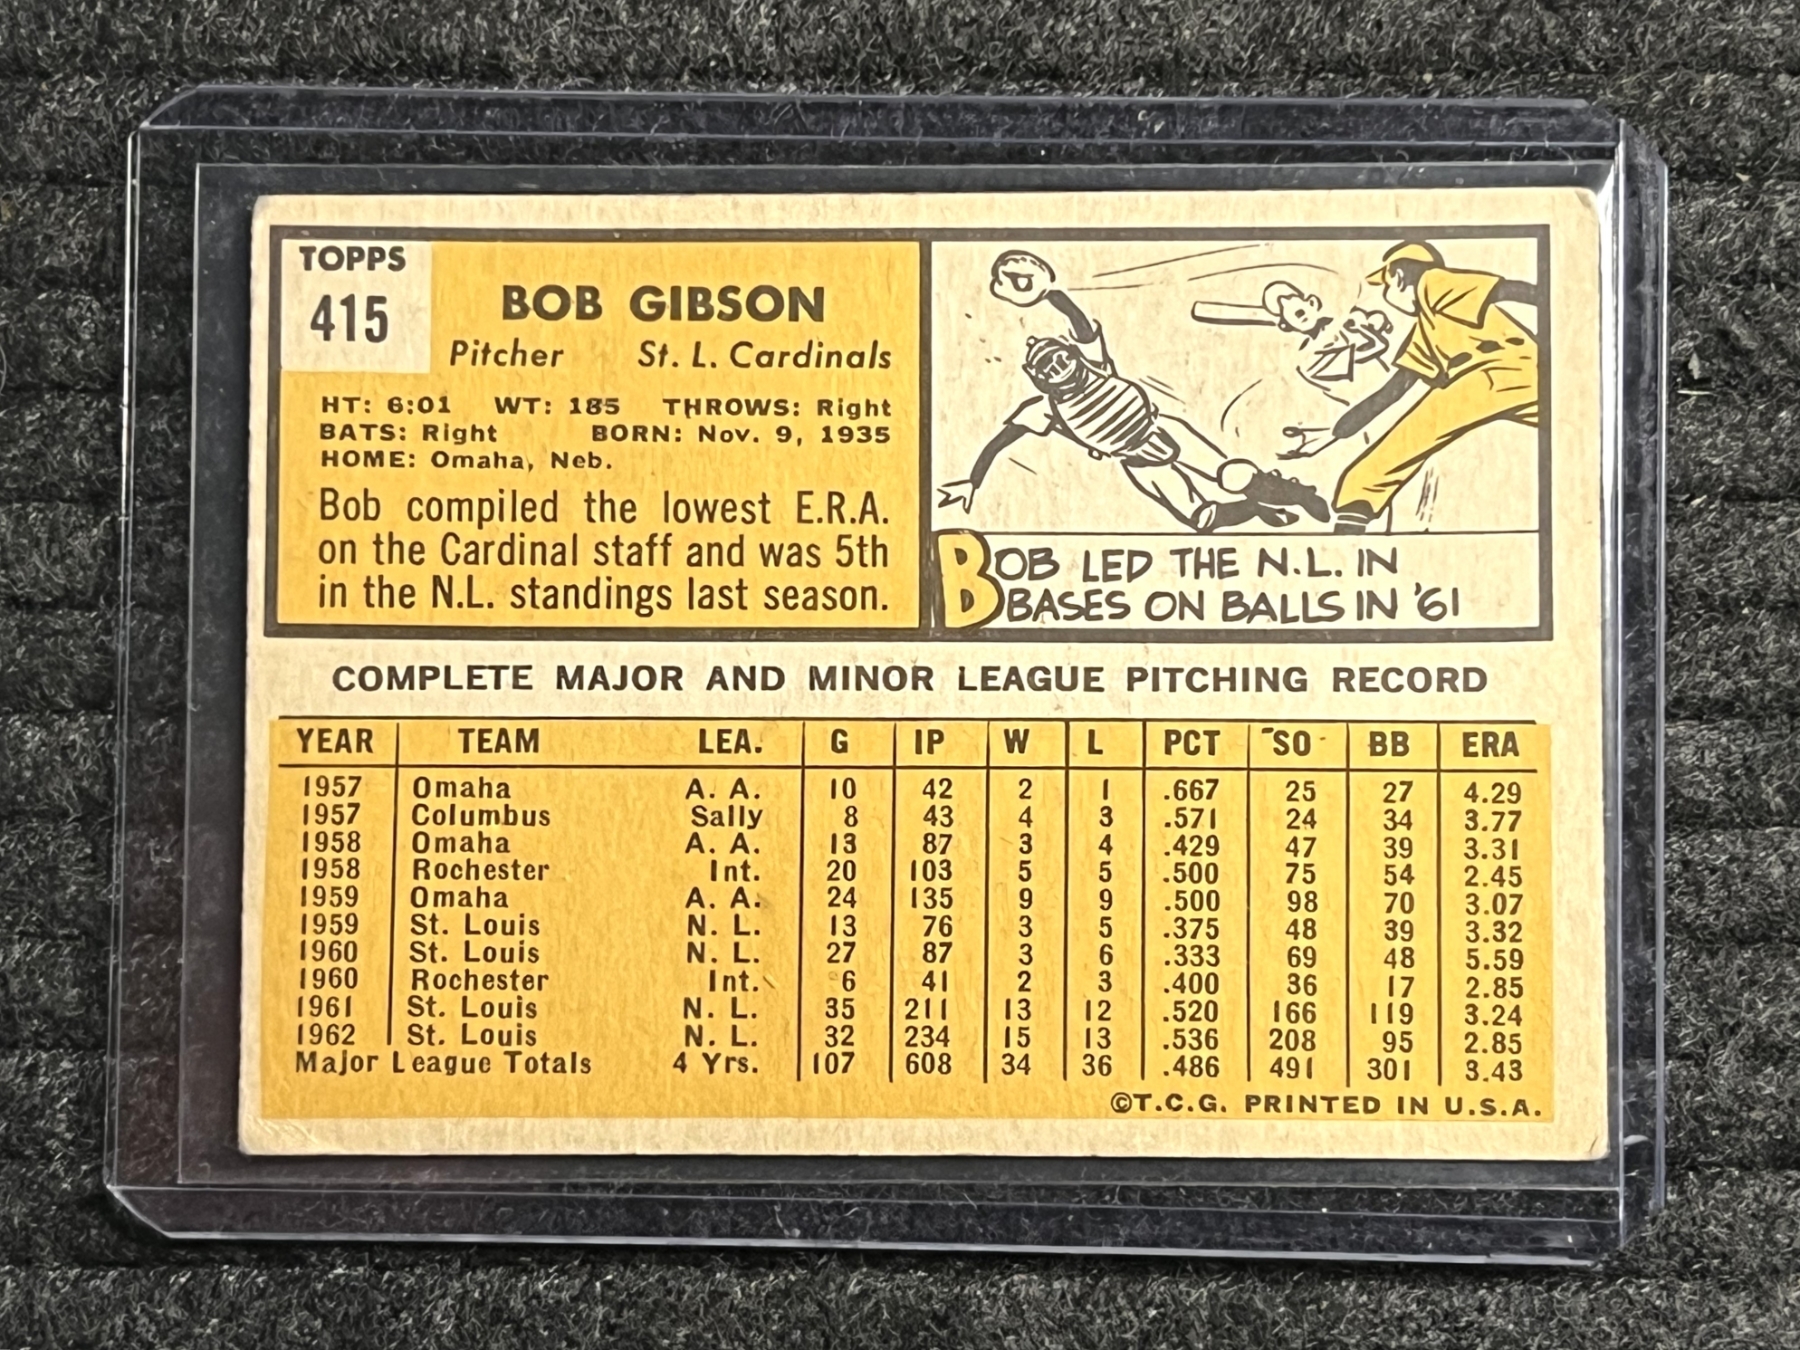 TOPPS
415
BOB GIBSON
Pitcher St. L. Cardinals
HT: 6:01 WT: 185 THROWS: Right
BATS: Right BORN: Nov. 9, 1935
HOME: Omaha, Neb.
Bob compiled the lowest E.R.A.
on the Cardinal staff and was 5th
in the N.L. standings last season.
BOB LED THE N.L. IN
BASES ON BALLS IN '61
COMPLETE MAJOR AND MINOR LEAGUE PITCHING RECORD
YEAR TEAM LEA. G IP W L PCT SO BB ERA
1957 Omaha A. A. 10 42 2 1 .667 25 27 4.29
1957 Columbus Sally 8 43 4 3 .571 24 34 3.77
1958 Omaha A. A. 13 87 3 4 .429 47 39 3.31
1958 Rochester Int. 20 103 5 5 .500 75 54 2.45
1959 Omaha A. A. 24 135 9 9 .500 98 70 3.07
1959 St. Louis N. L. 13 76 3 5 .375 48 39 3.32
1960 St. Louis N. L. 27 87 3 6 .333 69 48 5.59
1960 Rochester Int. 6 41 2 3 .400 36 17 2.85
1961 St. Louis N. L. 35 211 13 12 .520 166 119 3.24
1962 St. Louis N. L. 32 234 15 13 .536 208 95 2.85
Major League Totals 4 Yrs. 107 608 34 36 .486 491 301 3.43
©T.C.G. PRINTED IN U.S.A.